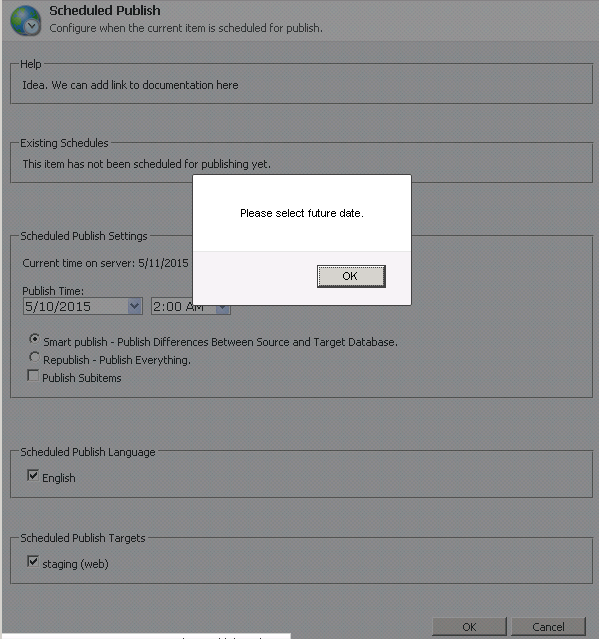 Scheduled Publish
Configure when the current item is scheduled for publish.
Help
Idea. We can add link to documentation here
Existing Schedules
This item has not been scheduled for publishing yet.
Please select future date.
OK
Scheduled Publish Settings
Current time on server: 5/11/2015
Publish Time:
5/10/2015 2:00 AM
Smart publish - Publish Differences Between Source and Target Database.
Republish - Publish Everything.
Publish Subitems
Scheduled Publish Language
English
Scheduled Publish Targets
staging (web)
OK Cancel